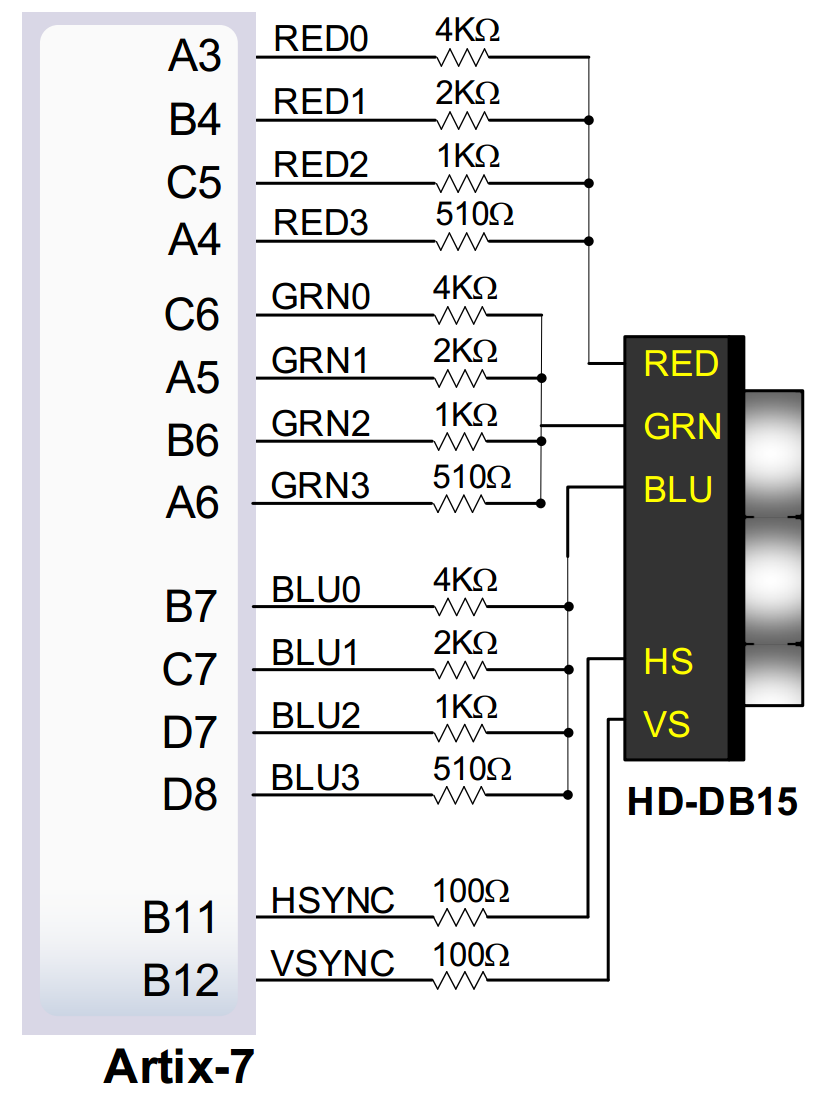 4KΩ
A3 RED0
2KΩ
B4 RED1
1KΩ
C5 RED2
510Ω
A4 RED3
4KΩ
C6 GRN0
2KΩ
A5 GRN1
1KΩ
B6 GRN2
510Ω
A6 GRN3
RED
GRN
BLU
4KΩ
B7 BLU0
2KΩ
C7 BLU1
1KΩ
D7 BLU2
510Ω
D8 BLU3
HS
VS
HD-DB15
100Ω
B11 HSYNC
100Ω
B12 VSYNC
Artix-7